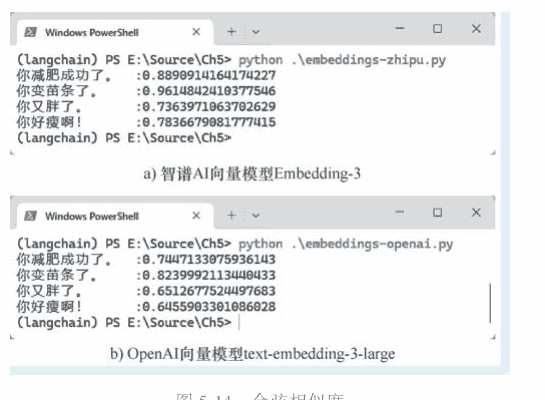 Windows PowerShell
(langchain) PS E:\Source\Ch5> python .\embeddings-zhipu.py
你减肥成功了。 :0.8890914164174227
你变苗条了。 :0.9614842410377546
你又胖了。 :0.7363971063702629
你好瘦啊! :0.7836679081777415
(langchain) PS E:\Source\Ch5>
a) 智谱AI向量模型Embedding-3
Windows PowerShell
(langchain) PS E:\Source\Ch5> python .\embeddings-openai.py
你减肥成功了。 :0.7447133075936143
你变苗条了。 :0.8239992113440433
你又胖了。 :0.6512677524497683
你好瘦啊! :0.6455903301086028
(langchain) PS E:\Source\Ch5>
b) OpenAI向量模型text-embedding-3-large